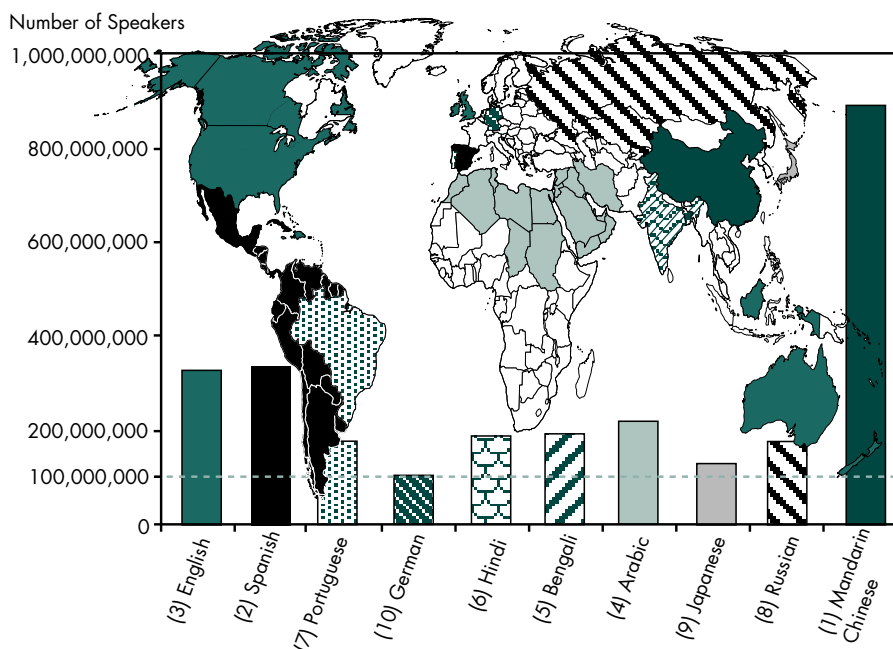 Number of Speakers
1,000,000,000
800,000,000
600,000,000
400,000,000
200,000,000
100,000,000
0
(3) English
(2) Spanish
(7) Portuguese
(10) German
(6) Hindi
(5) Bengali
(4) Arabic
(9) Japanese
(8) Russian
(1) Mandarin
Chinese